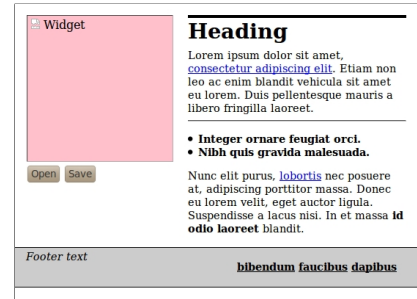 Widget
Open Save
Heading
Lorem ipsum dolor sit amet,
consectetur adipiscing elit. Etiam non
leo ac enim blandit vehicula sit amet
eu lorem. Duis pellentesque mauris a
libero fringilla laoreet.
Integer ornare feugiat orci.
Nibh quis gravida malesuada.
Nunc elit purus, lobortis nec posuere
at, adipiscing porttitor massa. Donec
eu lorem velit, eget auctor ligula.
Suspendisse a lacus nisi. In et massa id
odio laoreet blandit.
Footer text
bibendum faucibus dapibus